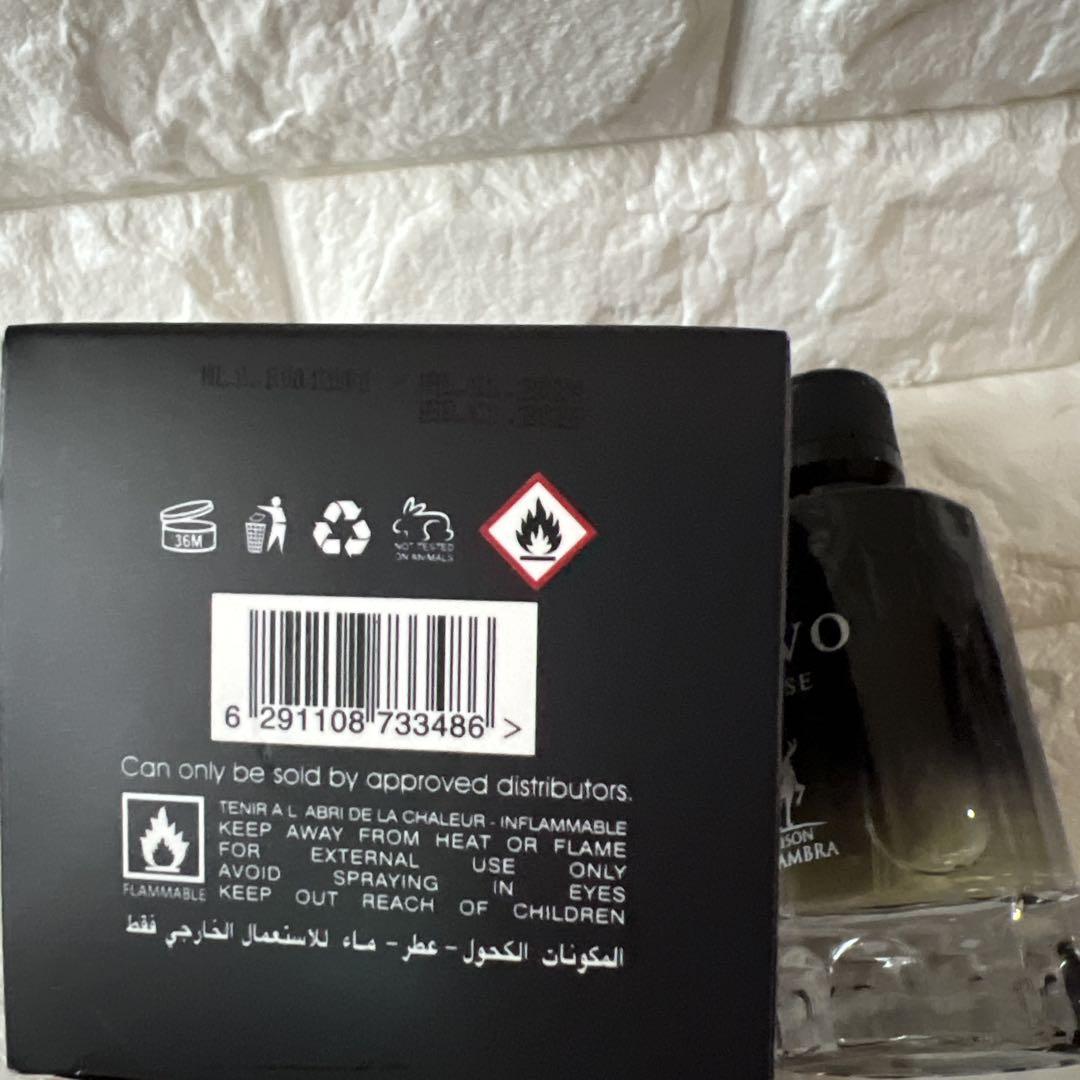 36M
NOT TESTED
ON ANIMALS
6 291108 733486 >
Can only be sold by approved distributors.
TENIR A L ABRI DE LA CHALEUR - INFLAMMABLE
KEEP AWAY FROM HEAT OR FLAME
FOR EXTERNAL USE ONLY
AVOID SPRAYING IN EYES
KEEP OUT REACH OF CHILDREN
FLAMMABLE
المكونات الكحول - عطر - ماء للاستعمال الخارجي فقط
VO
SE
ISON
AMBRA